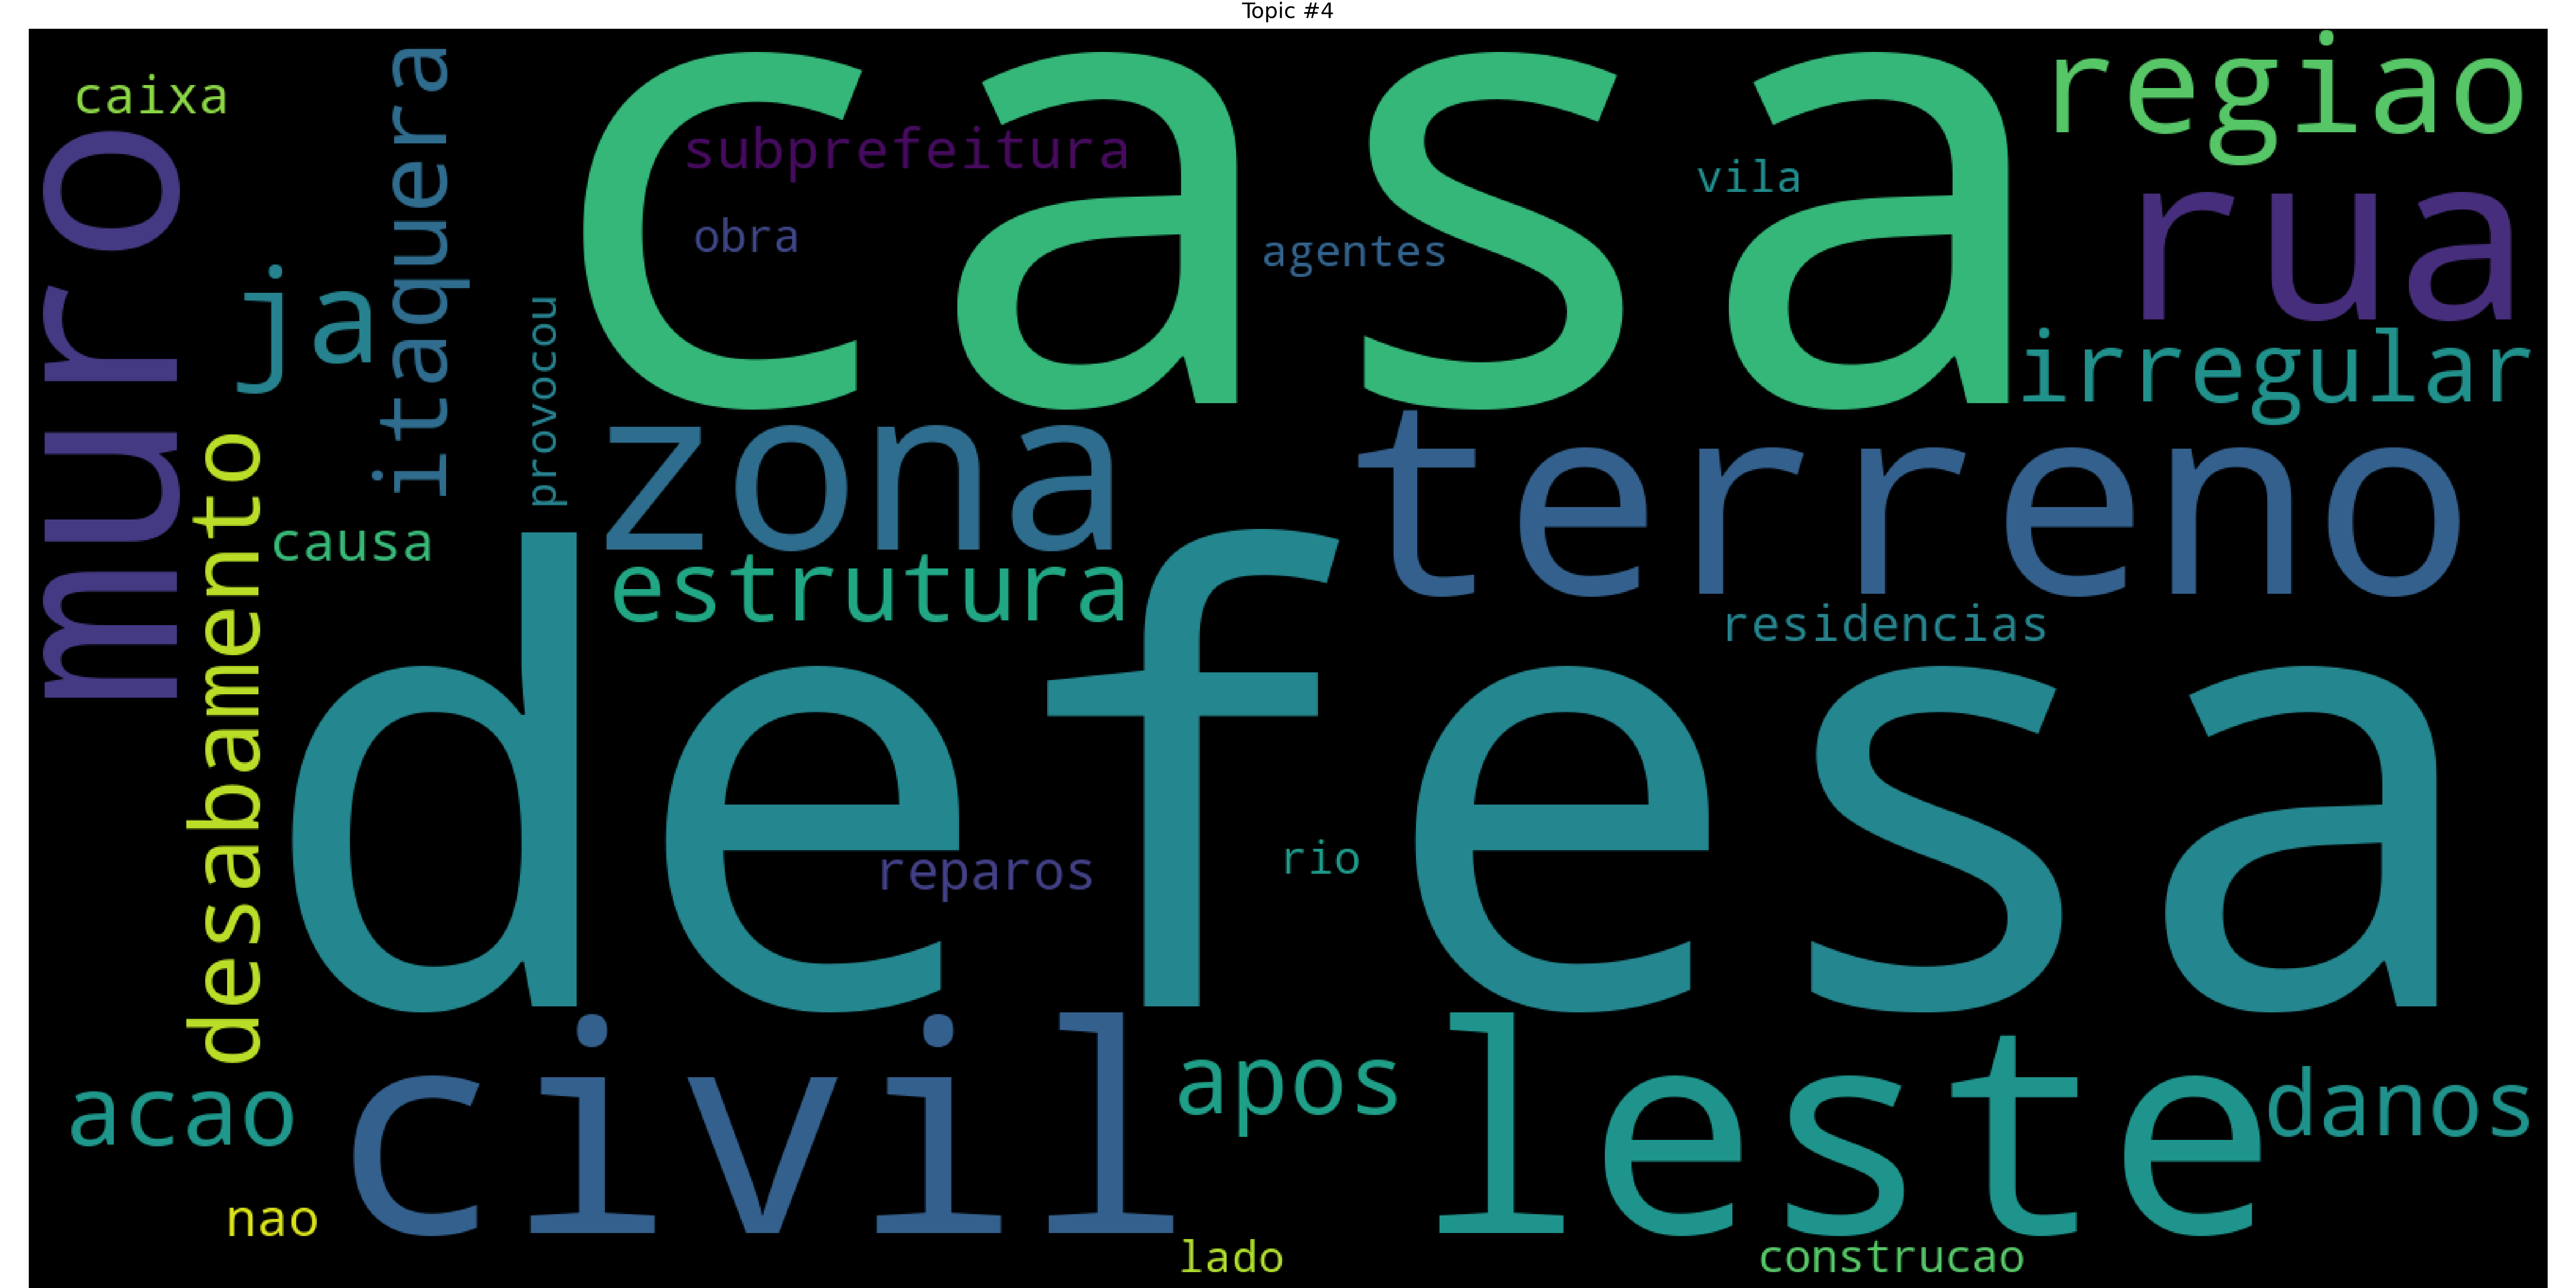 Topic #4
caixa
muro
itaquera
casa
subprefeitura
obra
agentes
vila
regiao
rua
ja
provocou
irregular
desabamento
causa
zona
terreno
estrutura
residencias
defesa
reparos
rio
acao
civil
apos
leste
danos
nao
lado
construcao